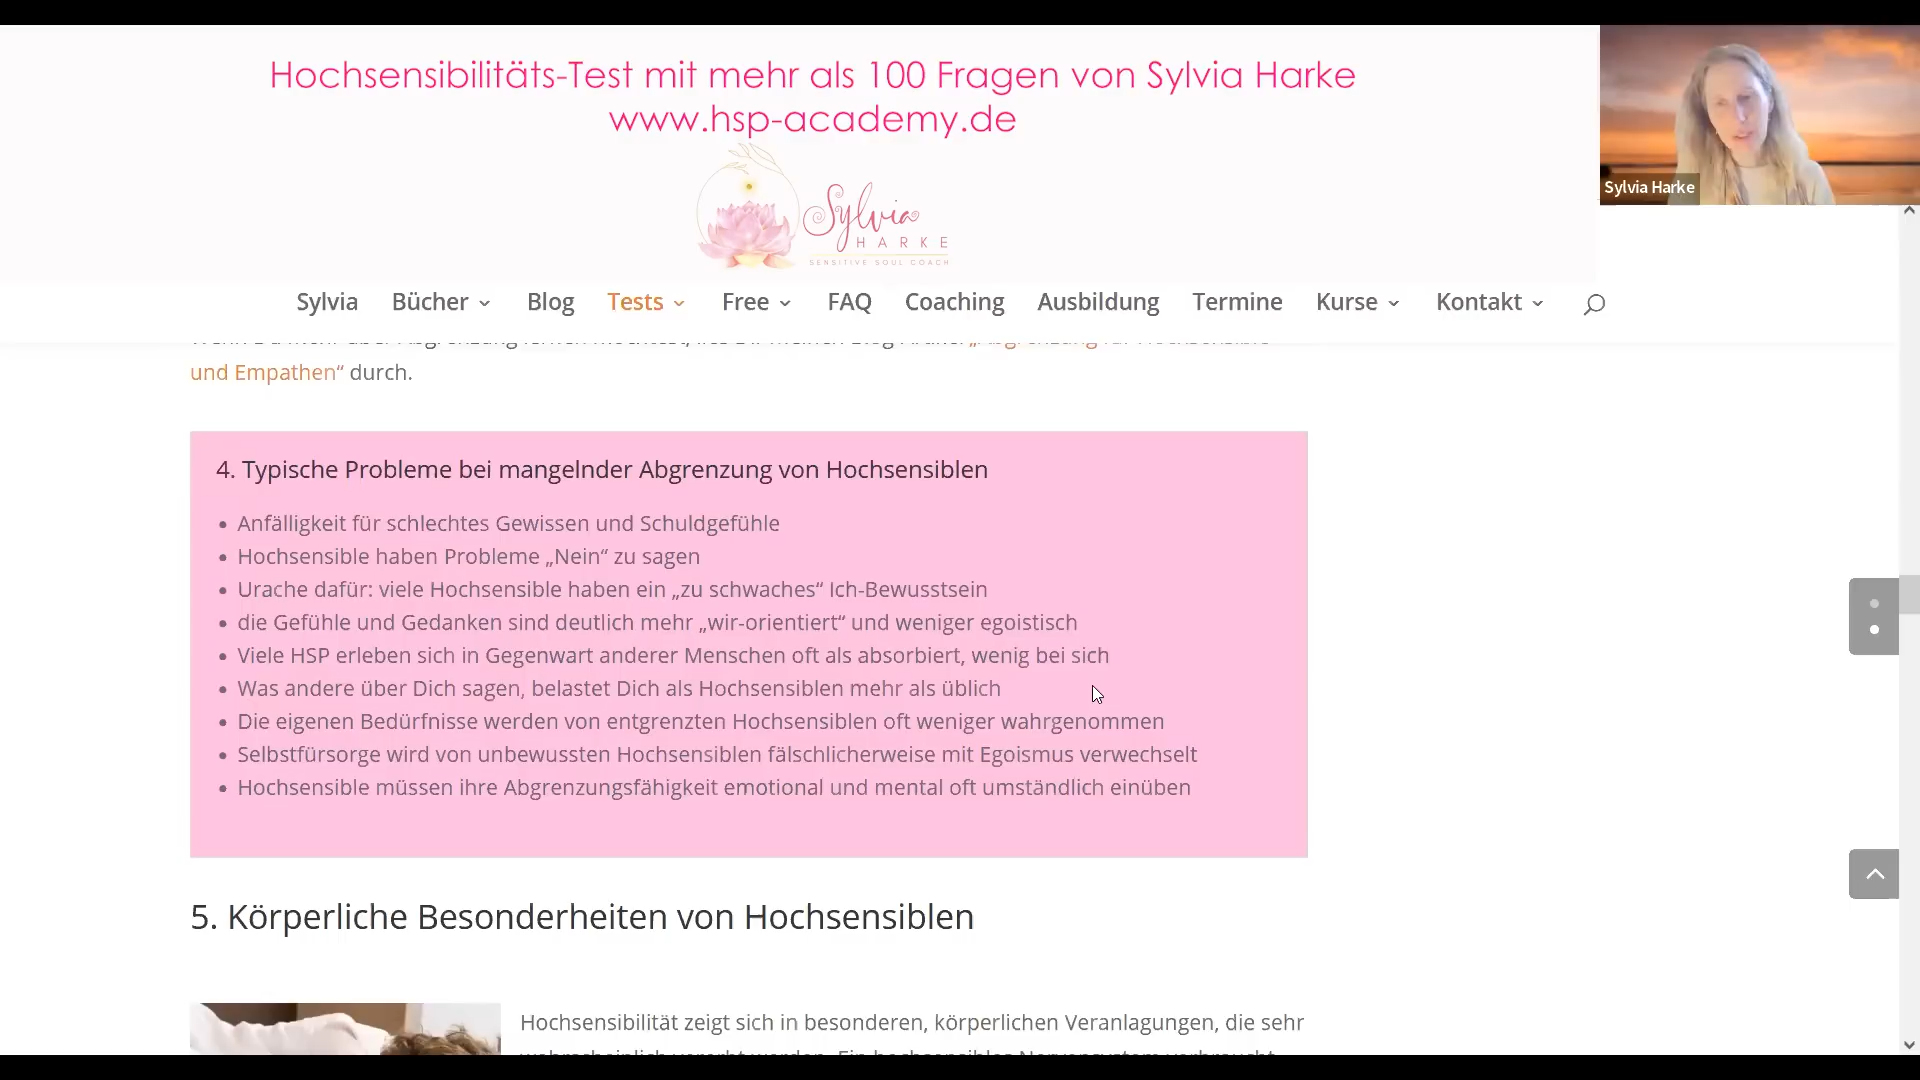 Hochsensibilitäts-Test mit mehr als 100 Fragen von Sylvia Harke
www.hsp-academy.de
Sylvia
HARKE
SENSITIVE SOUL COACH
Sylvia Harke
Sylvia Bücher Blog Tests Free FAQ Coaching Ausbildung Termine Kurse Kontakt
und Empathen“ durch.
4. Typische Probleme bei mangelnder Abgrenzung von Hochsensiblen
• Anfälligkeit für schlechtes Gewissen und Schuldgefühle
• Hochsensible haben Probleme „Nein“ zu sagen
• Urache dafür: viele Hochsensible haben ein „zu schwaches“ Ich-Bewusstsein
• die Gefühle und Gedanken sind deutlich mehr „wir-orientiert“ und weniger egoistisch
• Viele HSP erleben sich in Gegenwart anderer Menschen oft als absorbiert, wenig bei sich
• Was andere über Dich sagen, belastet Dich als Hochsensiblen mehr als üblich
• Die eigenen Bedürfnisse werden von entgrenzten Hochsensiblen oft weniger wahrgenommen
• Selbstfürsorge wird von unbewussten Hochsensiblen fälschlicherweise mit Egoismus verwechselt
• Hochsensible müssen ihre Abgrenzungsfähigkeit emotional und mental oft umständlich einüben
5. Körperliche Besonderheiten von Hochsensiblen
Hochsensibilität zeigt sich in besonderen, körperlichen Veranlagungen, die sehr